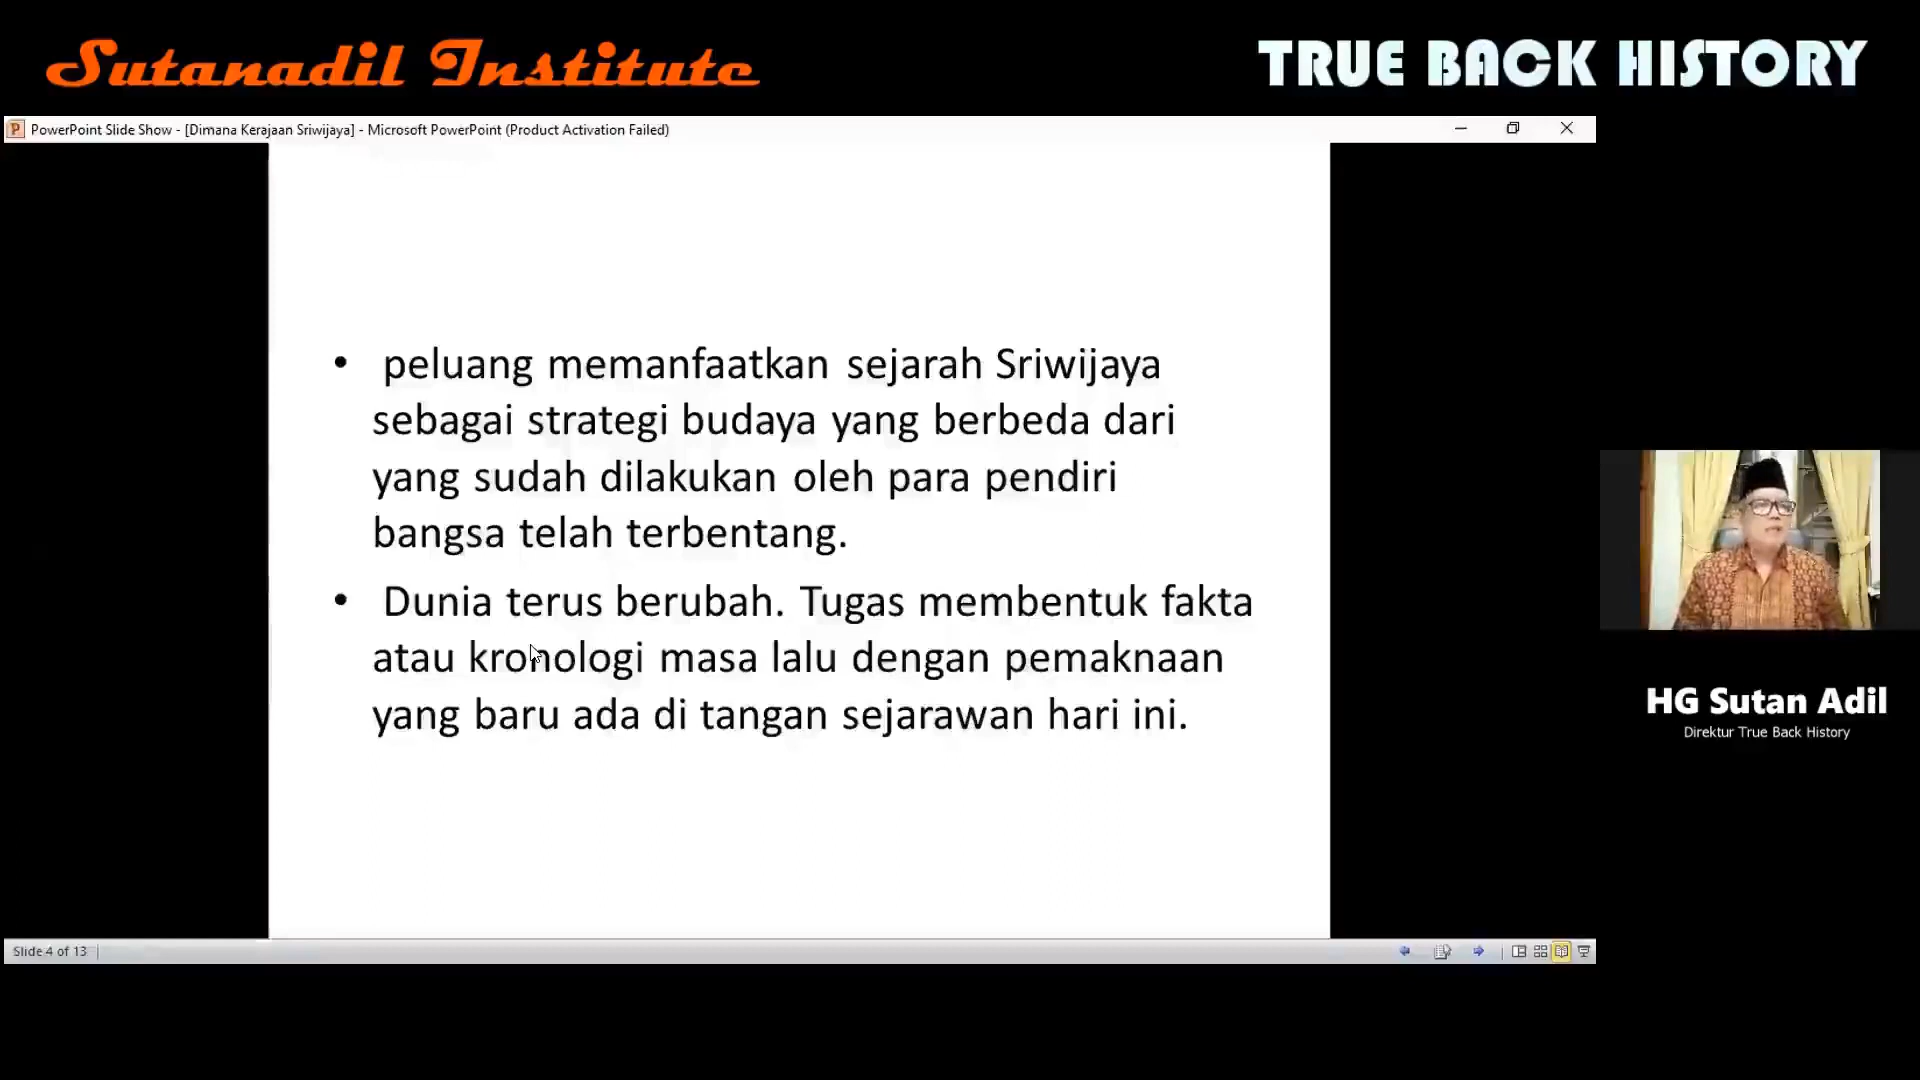 Sutanadil Institute
TRUE BACK HISTORY
PowerPoint Slide Show - [Dimana Kerajaan Sriwijaya] - Microsoft PowerPoint (Product Activation Failed)
• peluang memanfaatkan sejarah Sriwijaya
sebagai strategi budaya yang berbeda dari
yang sudah dilakukan oleh para pendiri
bangsa telah terbentang.
• Dunia terus berubah. Tugas membentuk fakta
atau kronologi masa lalu dengan pemaknaan
yang baru ada di tangan sejarawan hari ini.
HG Sutan Adil
Direktur True Back History
Slide 4 of 13